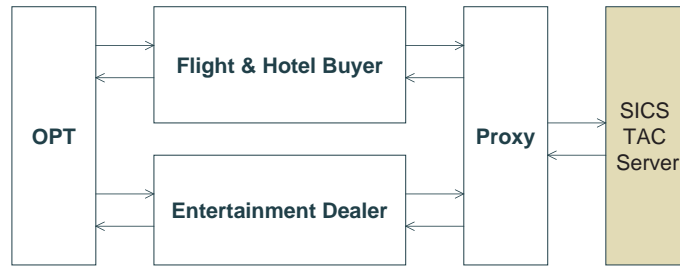 Flight & Hotel Buyer
OPT
Proxy
SICS
TAC
Server
Entertainment Dealer